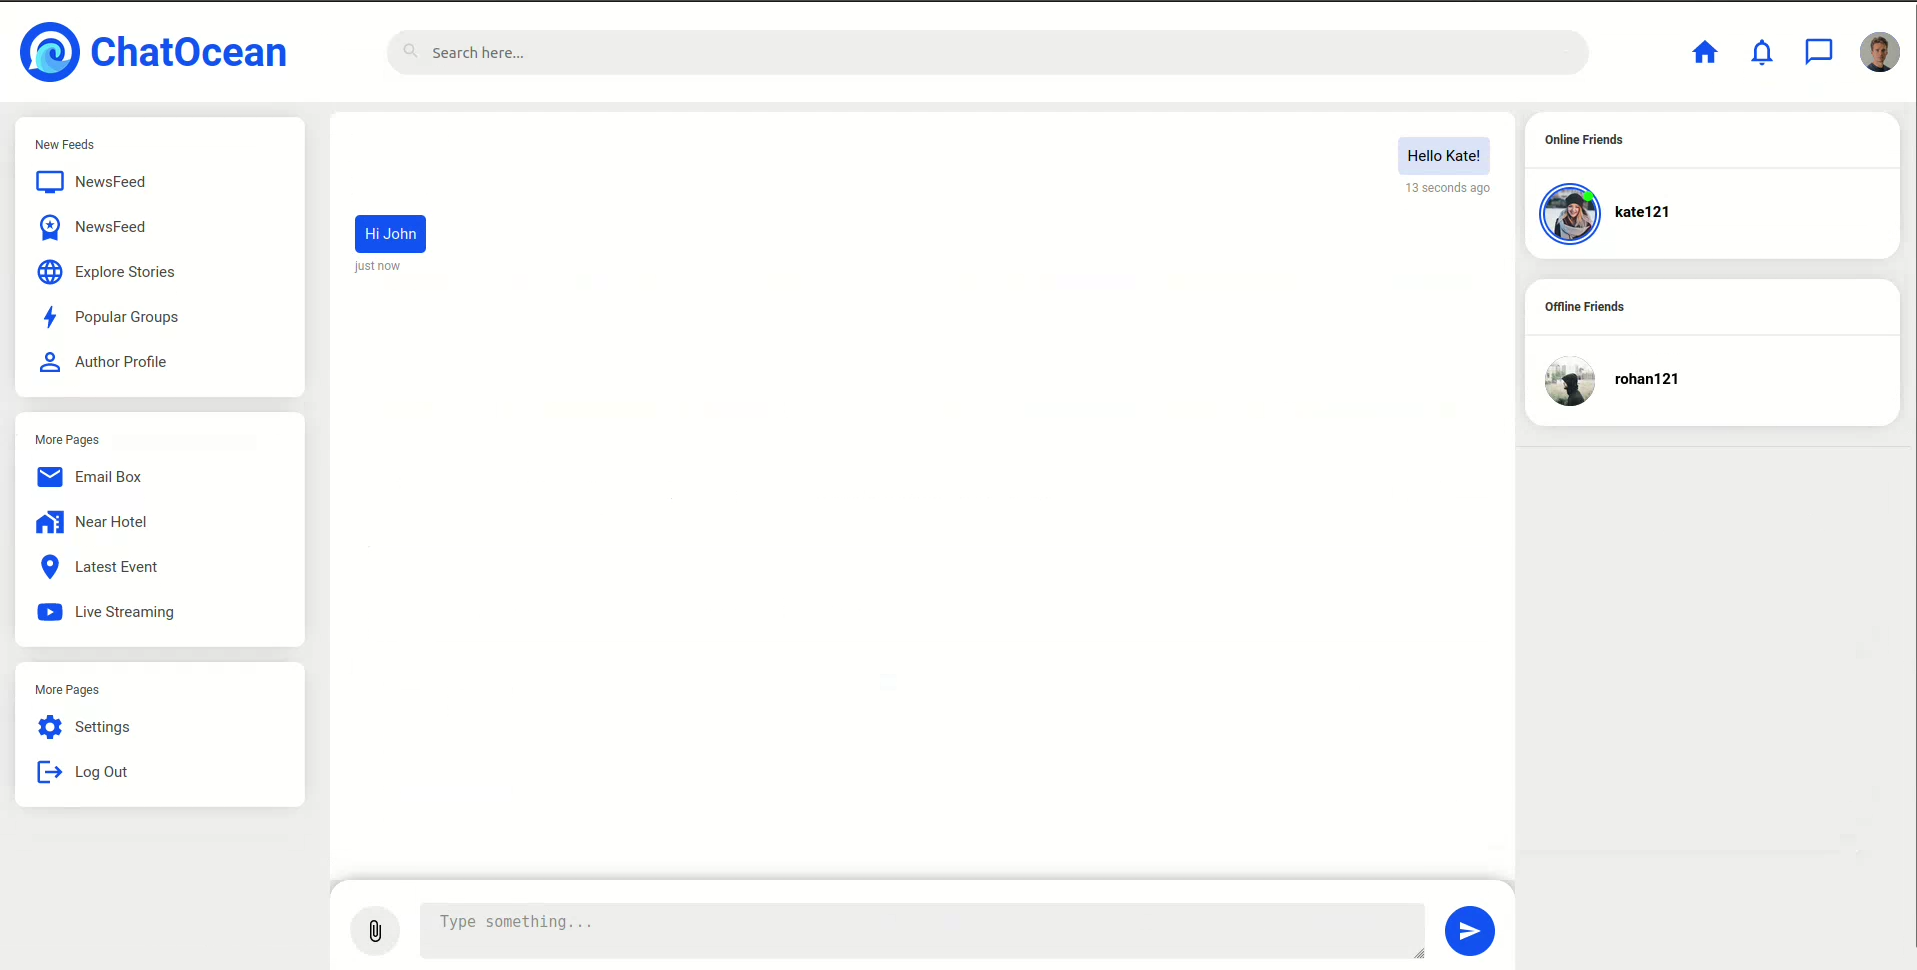 ChatOcean
Search here...
New Feeds
NewsFeed
NewsFeed
Explore Stories
Popular Groups
Author Profile
More Pages
Email Box
Near Hotel
Latest Event
Live Streaming
More Pages
Settings
Log Out
Hello Kate!
13 seconds ago
Hi John
just now
Type something...
Online Friends
kate121
Offline Friends
rohan121